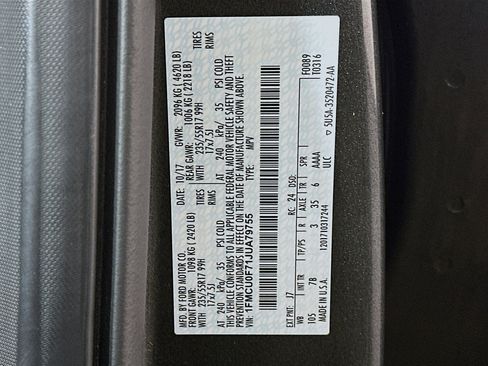 MFD. BY FORD MOTOR CO.
DATE: 10/17 GVWR: 2096 KG ( 4620 LB)
FRONT GAWR: 1098 KG ( 2420 LB) REAR GAWR: 1006 KG ( 2218 LB)
235/55R17 99H TIRES 235/55R17 99H TIRES
17x7.5J RIMS 17x7.5J RIMS
AT 240 kPa/ 35 PSI COLD AT 240 kPa/ 35 PSI COLD
THIS VEHICLE CONFORMS TO ALL APPLICABLE FEDERAL MOTOR VEHICLE SAFETY AND THEFT
PREVENTION STANDARDS IN EFFECT ON THE DATE OF MANUFACTURE SHOWN ABOVE.
VIN: 1FMCU0F71JUA79755
TYPE: MPV
F0089
T0316
EXT PNT: J7 RC: 24 DSO:
WB INT TR TP/PS R AXLE TR SPR
105 7B 3 35 6 AAAA
1201710317244 ULC
MADE IN U.S.A. 5U5A-3520472-AA